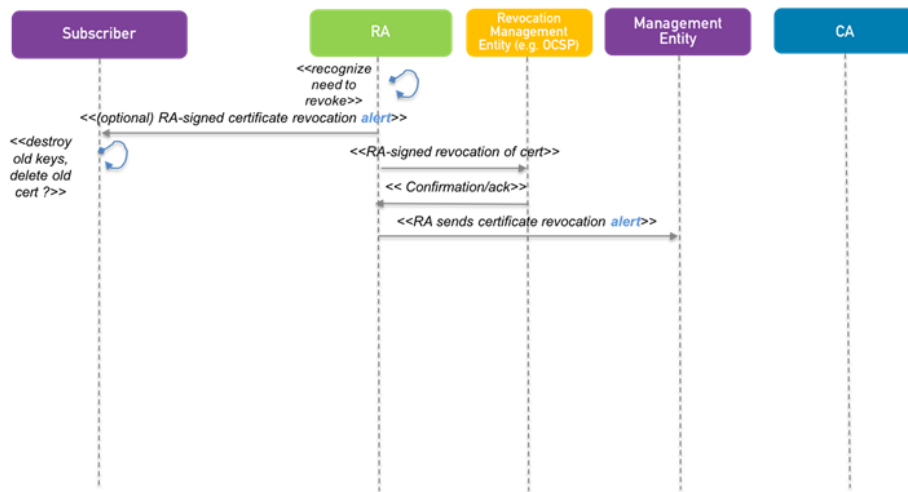 Subscriber
RA
Revocation
Management
Entity (e.g. OCSP)
Management
Entity
CA
<<recognize
need to
revoke>>
<<(optional) RA-signed certificate revocation alert>>
<<destroy
old keys,
delete old
cert ?>>
<<RA-signed revocation of cert>>
<< Confirmation/ack>>
<<RA sends certificate revocation alert>>